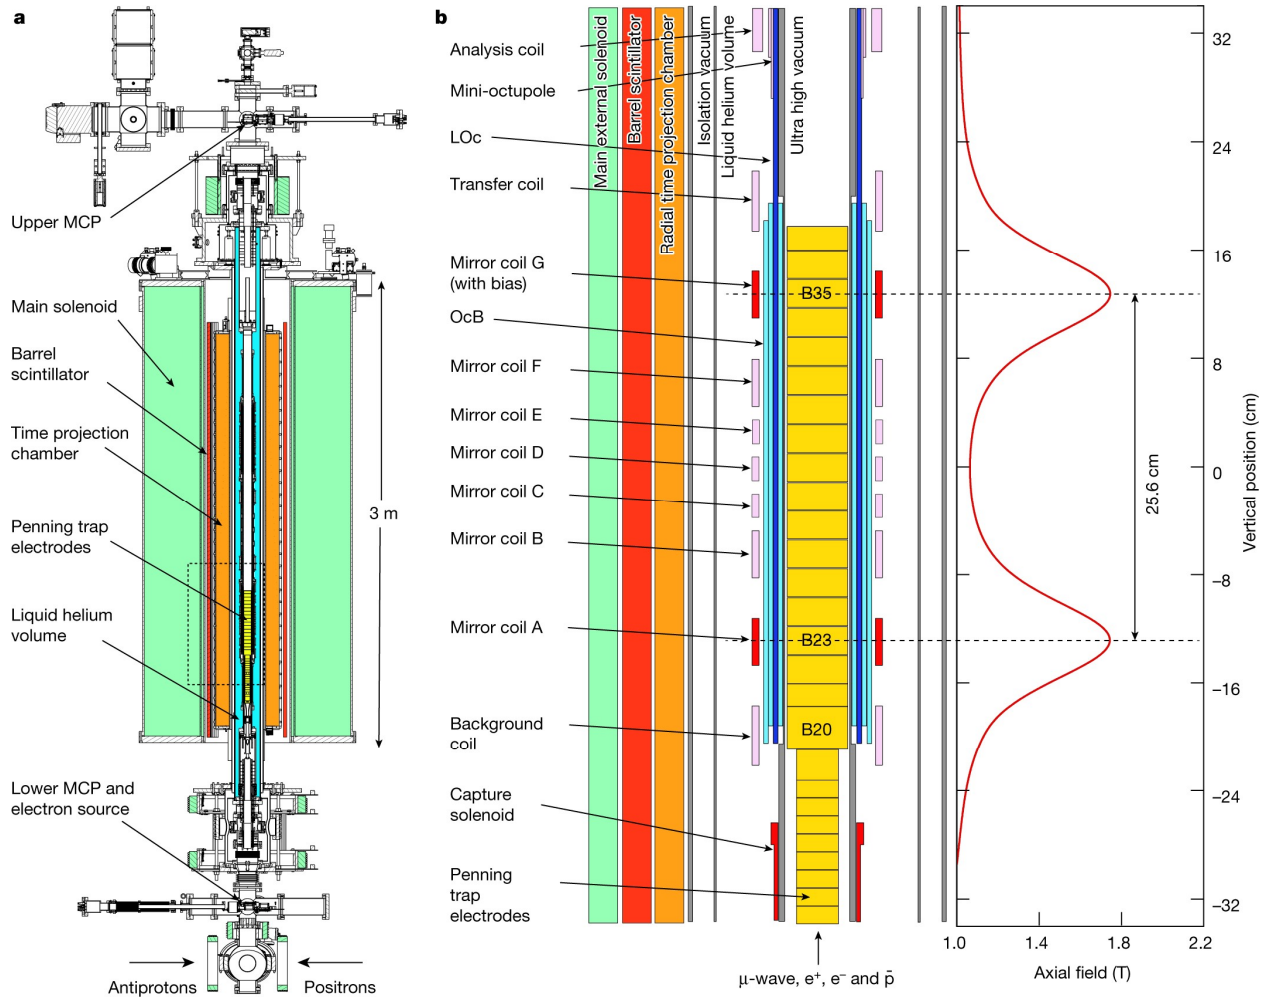 a
Upper MCP
Main solenoid
Barrel
scintillator
Time projection
chamber
Penning trap
electrodes
Liquid helium
volume
Lower MCP and
electron source
3 m
Antiprotons
Positrons
b
Analysis coil
Mini-octupole
LOc
Transfer coil
Mirror coil G
(with bias)
OcB
Mirror coil F
Mirror coil E
Mirror coil D
Mirror coil C
Mirror coil B
Mirror coil A
Background
coil
Capture
solenoid
Penning
trap
electrodes
Main external solenoid
Barrel scintillator
Radial time projection chamber
Isolation vacuum
Liquid helium volume
Ultra high vacuum
B35
B23
B20
μ-wave, e⁺, e⁻ and p̄
25.6 cm
32
24
16
8
0
−8
−16
−24
−32
Vertical position (cm)
1.0 1.4 1.8 2.2
Axial field (T)